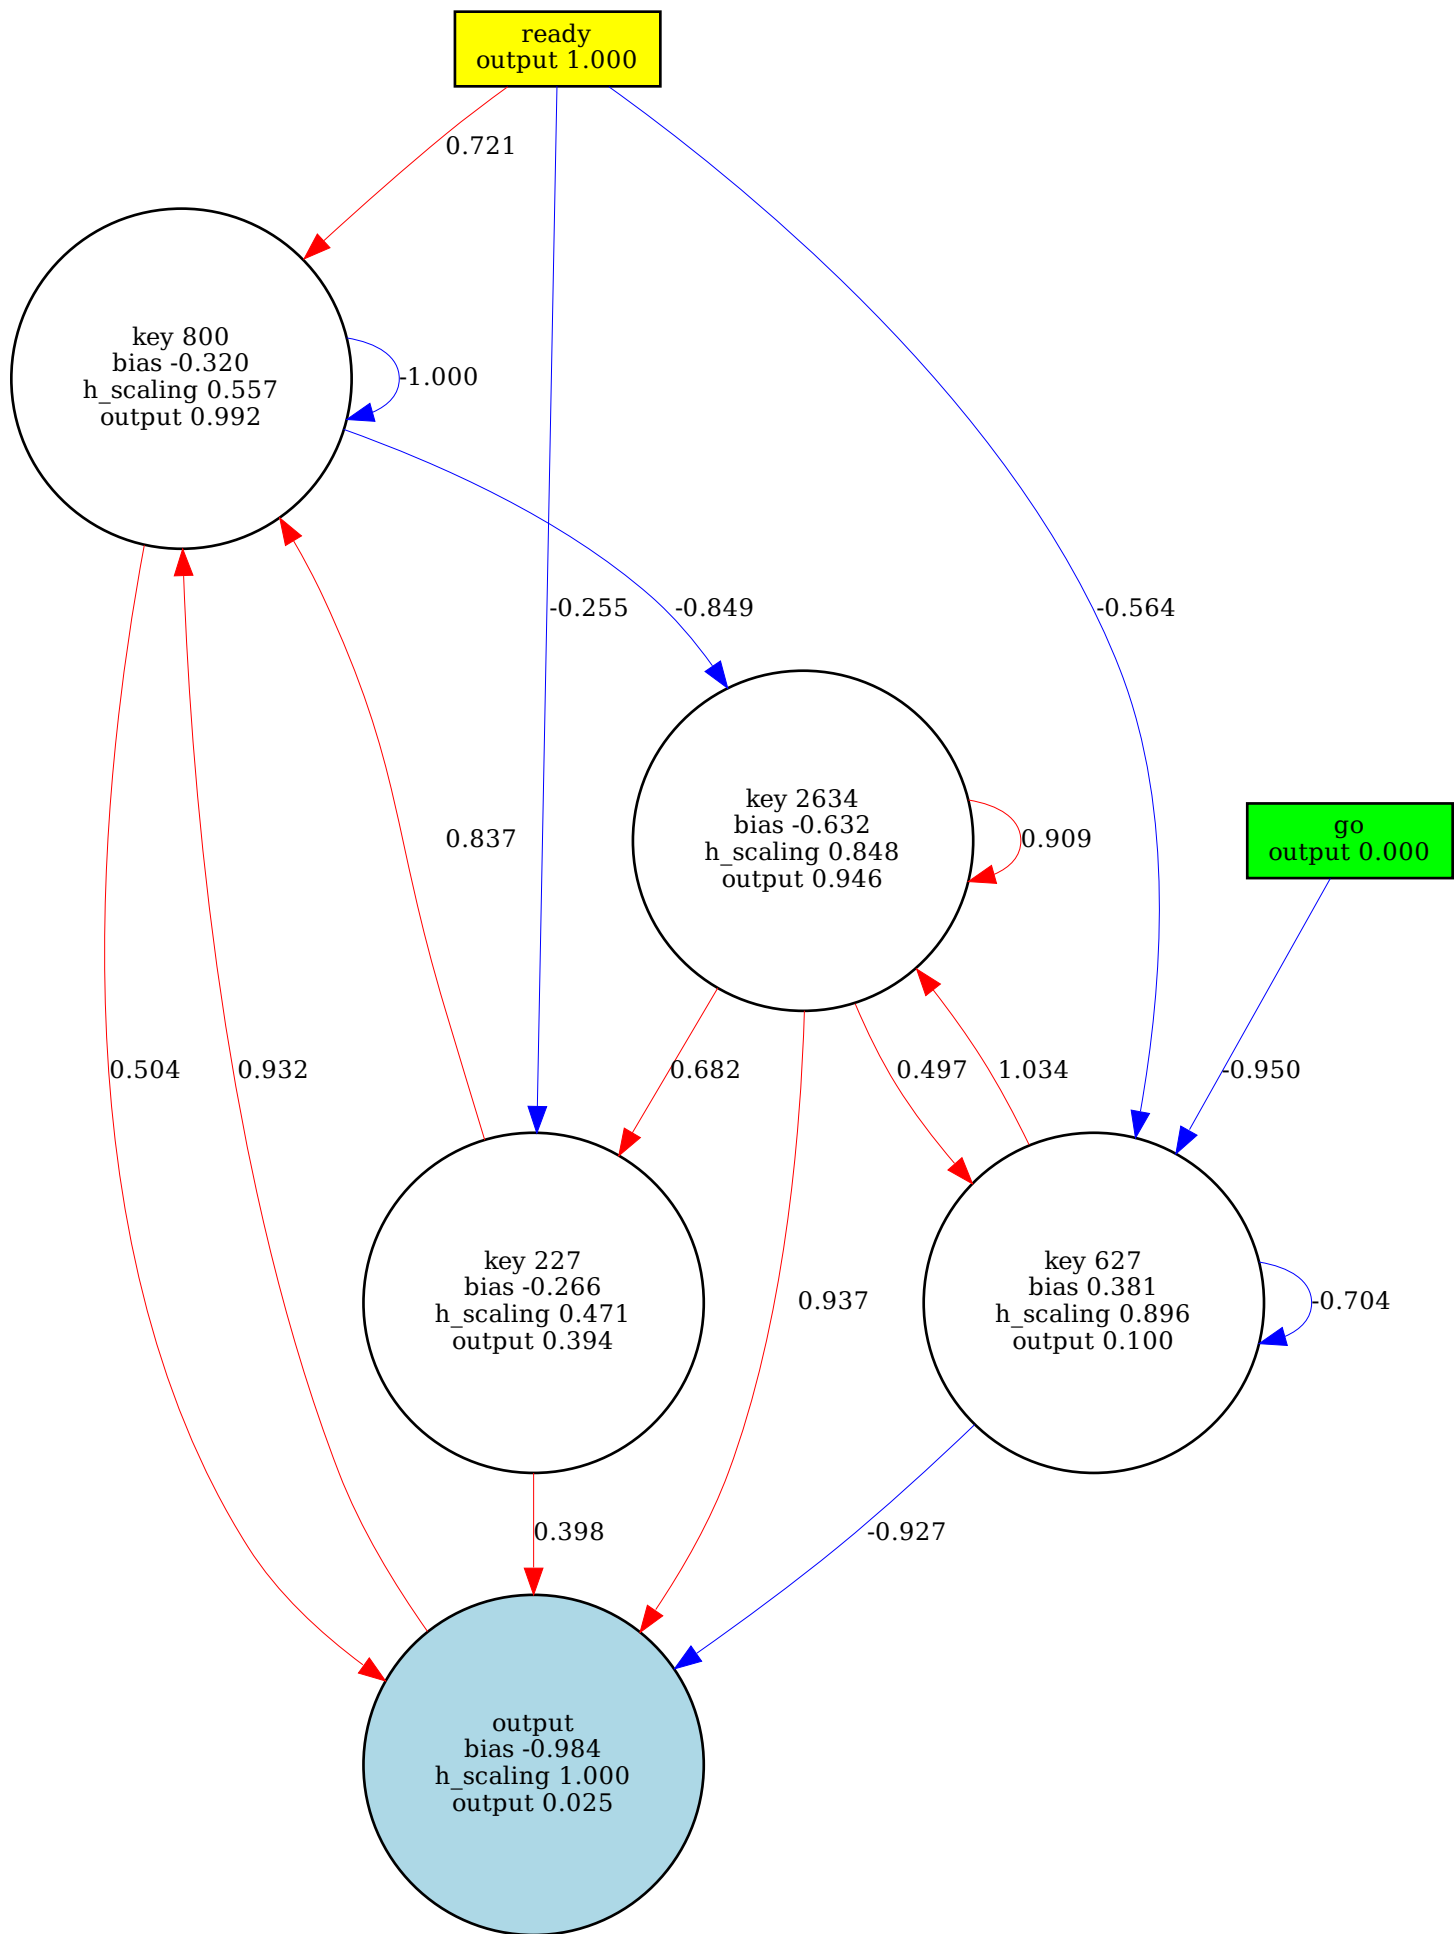 ready
output 1.000
0.721
key 800
bias -0.320
h_scaling 0.557
output 0.992
-1.000
-0.255
-0.849
-0.564
key 2634
bias -0.632
h_scaling 0.848
output 0.946
0.837
0.909
go
output 0.000
0.504
0.932
0.682
0.497
1.034
-0.950
key 227
bias -0.266
h_scaling 0.471
output 0.394
0.937
key 627
bias 0.381
h_scaling 0.896
output 0.100
-0.704
0.398
-0.927
output
bias -0.984
h_scaling 1.000
output 0.025